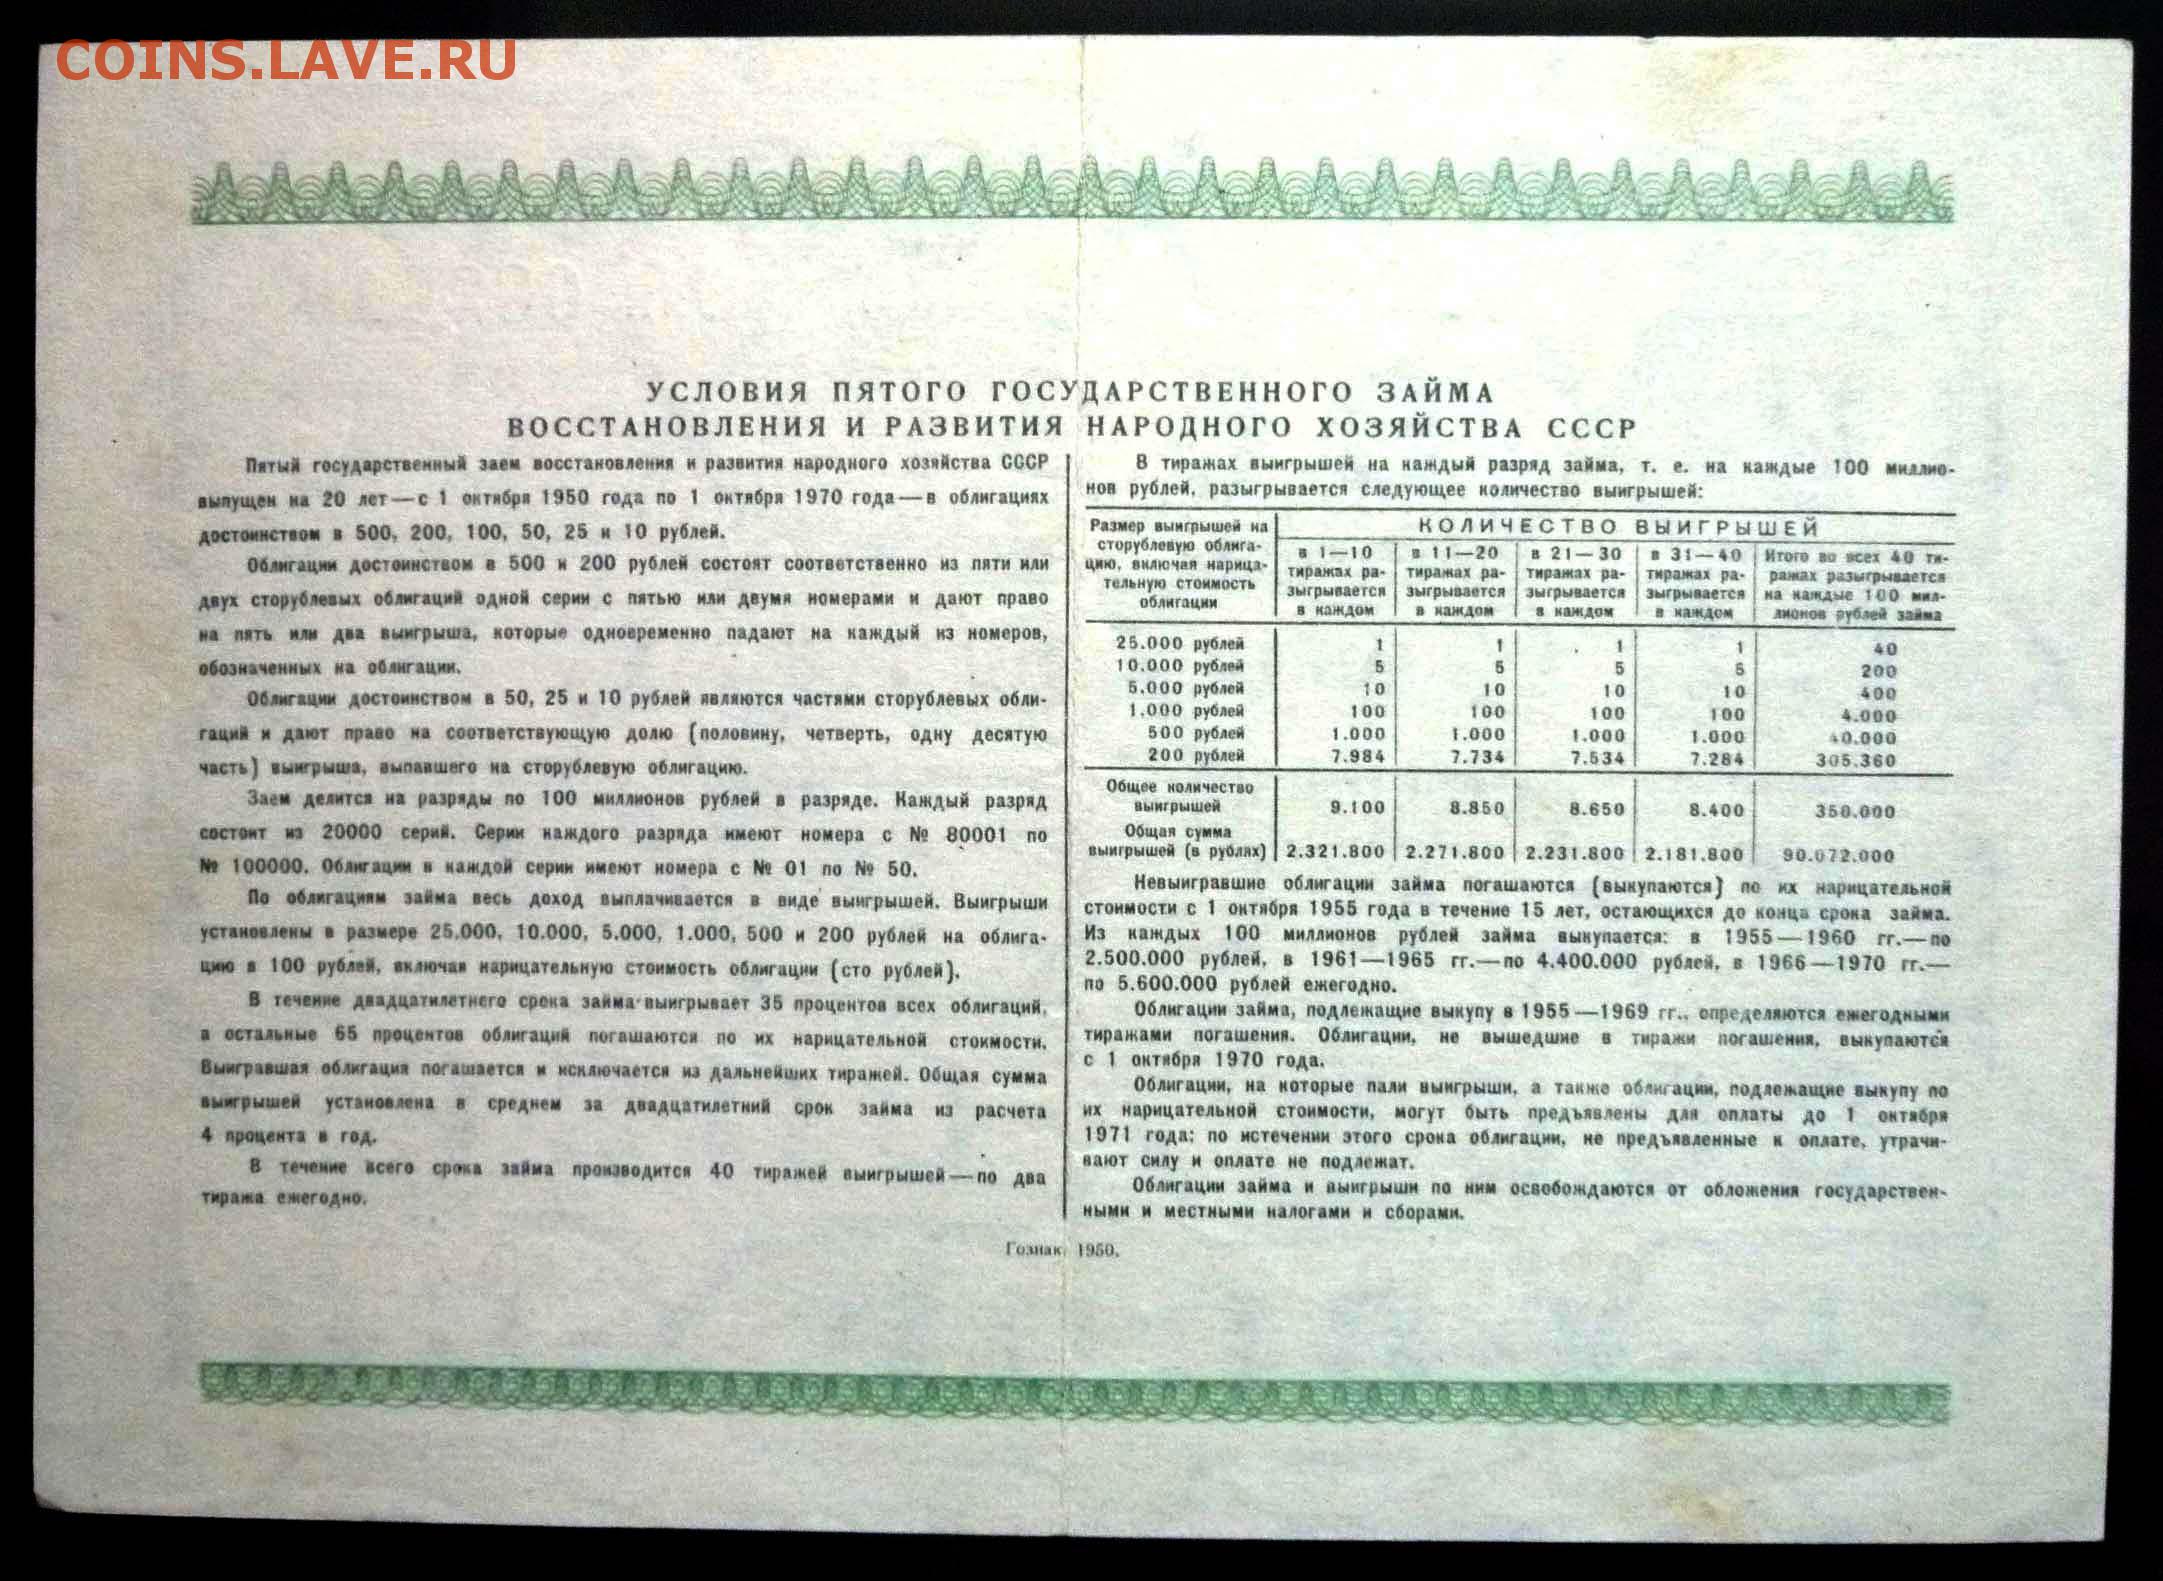 COINS.LAVE.RU
УСЛОВИЯ ПЯТОГО ГОСУДАРСТВЕННОГО ЗАЙМА
ВОССТАНОВЛЕНИЯ И РАЗВИТИЯ НАРОДНОГО ХОЗЯЙСТВА СССР
Пятый государственный заем восстановления и развития народного хозяйства СССР
выпущен на 20 лет—с 1 октября 1950 года по 1 октября 1970 года—в облигациях
достоинством в 500, 200, 100, 50, 25 и 10 рублей.
Облигации достоинством в 500 и 200 рублей состоят соответственно из пяти или
двух сторублевых облигаций одной серии с пятью или двумя номерами и дают право
на пять или два выигрыша, которые одновременно падают на каждый из номеров,
обозначенных на облигации.
Облигации достоинством в 50, 25 и 10 рублей являются частями сторублевых обли-
гаций и дают право на соответствующую долю (половину, четверть, одну десятую
часть) выигрыша, выпавшего на сторублевую облигацию.
Заем делится на разряды по 100 миллионов рублей в разряде. Каждый разряд
состоит из 20000 серий. Серии каждого разряда имеют номера с № 80001 по
№ 100000. Облигации в каждой серии имеют номера с № 01 по № 50.
По облигациям займа весь доход выплачивается в виде выигрышей. Выигрыши
установлены в размере 25.000, 10.000, 5.000, 1.000, 500 и 200 рублей на облига-
цию в 100 рублей, включая нарицательную стоимость облигации (сто рублей).
В течение двадцатилетнего срока займа выигрывает 35 процентов всех облигаций,
а остальные 65 процентов облигаций погашаются по их нарицательной стоимости.
Выигравшая облигация погашается и исключается из дальнейших тиражей. Общая сумма
выигрышей установлена в среднем за двадцатилетний срок займа из расчета
4 процента в год.
В течение всего срока займа производится 40 тиражей выигрышей—по два
тиража ежегодно.
В тиражах выигрышей на каждый разряд займа, т. е. на каждые 100 миллио-
нов рублей, разыгрывается следующее количество выигрышей:
Размер выигрышей на КОЛИЧЕСТВО ВЫИГРЫШЕЙ
сторублевую облига- в 1—10 в 11—20 в 21—30 в 31—40 Итого во всех 40 ти-
цию, включая нарица- тиражах ра- тиражах ра- тиражах ра- тиражах ра- ражах разыгрывается
тельную стоимость зыгрывается зыгрывается зыгрывается зыгрывается на каждые 100 мил-
облигации в каждом в каждом в каждом в каждом лионов рублей займа
25.000 рублей 1 1 1 1 40
10.000 рублей 5 5 5 5 200
5.000 рублей 10 10 10 10 400
1.000 рублей 100 100 100 100 4.000
500 рублей 1.000 1.000 1.000 1.000 40.000
200 рублей 7.984 7.734 7.534 7.284 305.360
Общее количество
выигрышей 9.100 8.850 8.650 8.400 350.000
Общая сумма
выигрышей (в рублях) 2.321.800 2.271.800 2.231.800 2.181.800 90.072.000
Невыигравшие облигации займа погашаются (выкупаются) по их нарицательной
стоимости с 1 октября 1955 года в течение 15 лет, остающихся до конца срока займа.
Из каждых 100 миллионов рублей займа выкупается: в 1955—1960 гг.—по
2.500.000 рублей, в 1961—1965 гг.—по 4.400.000 рублей, в 1966—1970 гг.—
по 5.600.000 рублей ежегодно.
Облигации займа, подлежащие выкупу в 1955—1969 гг., определяются ежегодными
тиражами погашения. Облигации, не вышедшие в тиражи погашения, выкупаются
с 1 октября 1970 года.
Облигации, на которые пали выигрыши, а также облигации, подлежащие выкупу по
их нарицательной стоимости, могут быть предъявлены для оплаты до 1 октября
1971 года; по истечении этого срока облигации, не предъявленные к оплате, утрачи-
вают силу и оплате не подлежат.
Облигации займа и выигрыши по ним освобождаются от обложения государствен-
ными и местными налогами и сборами.
Гознак. 1950.